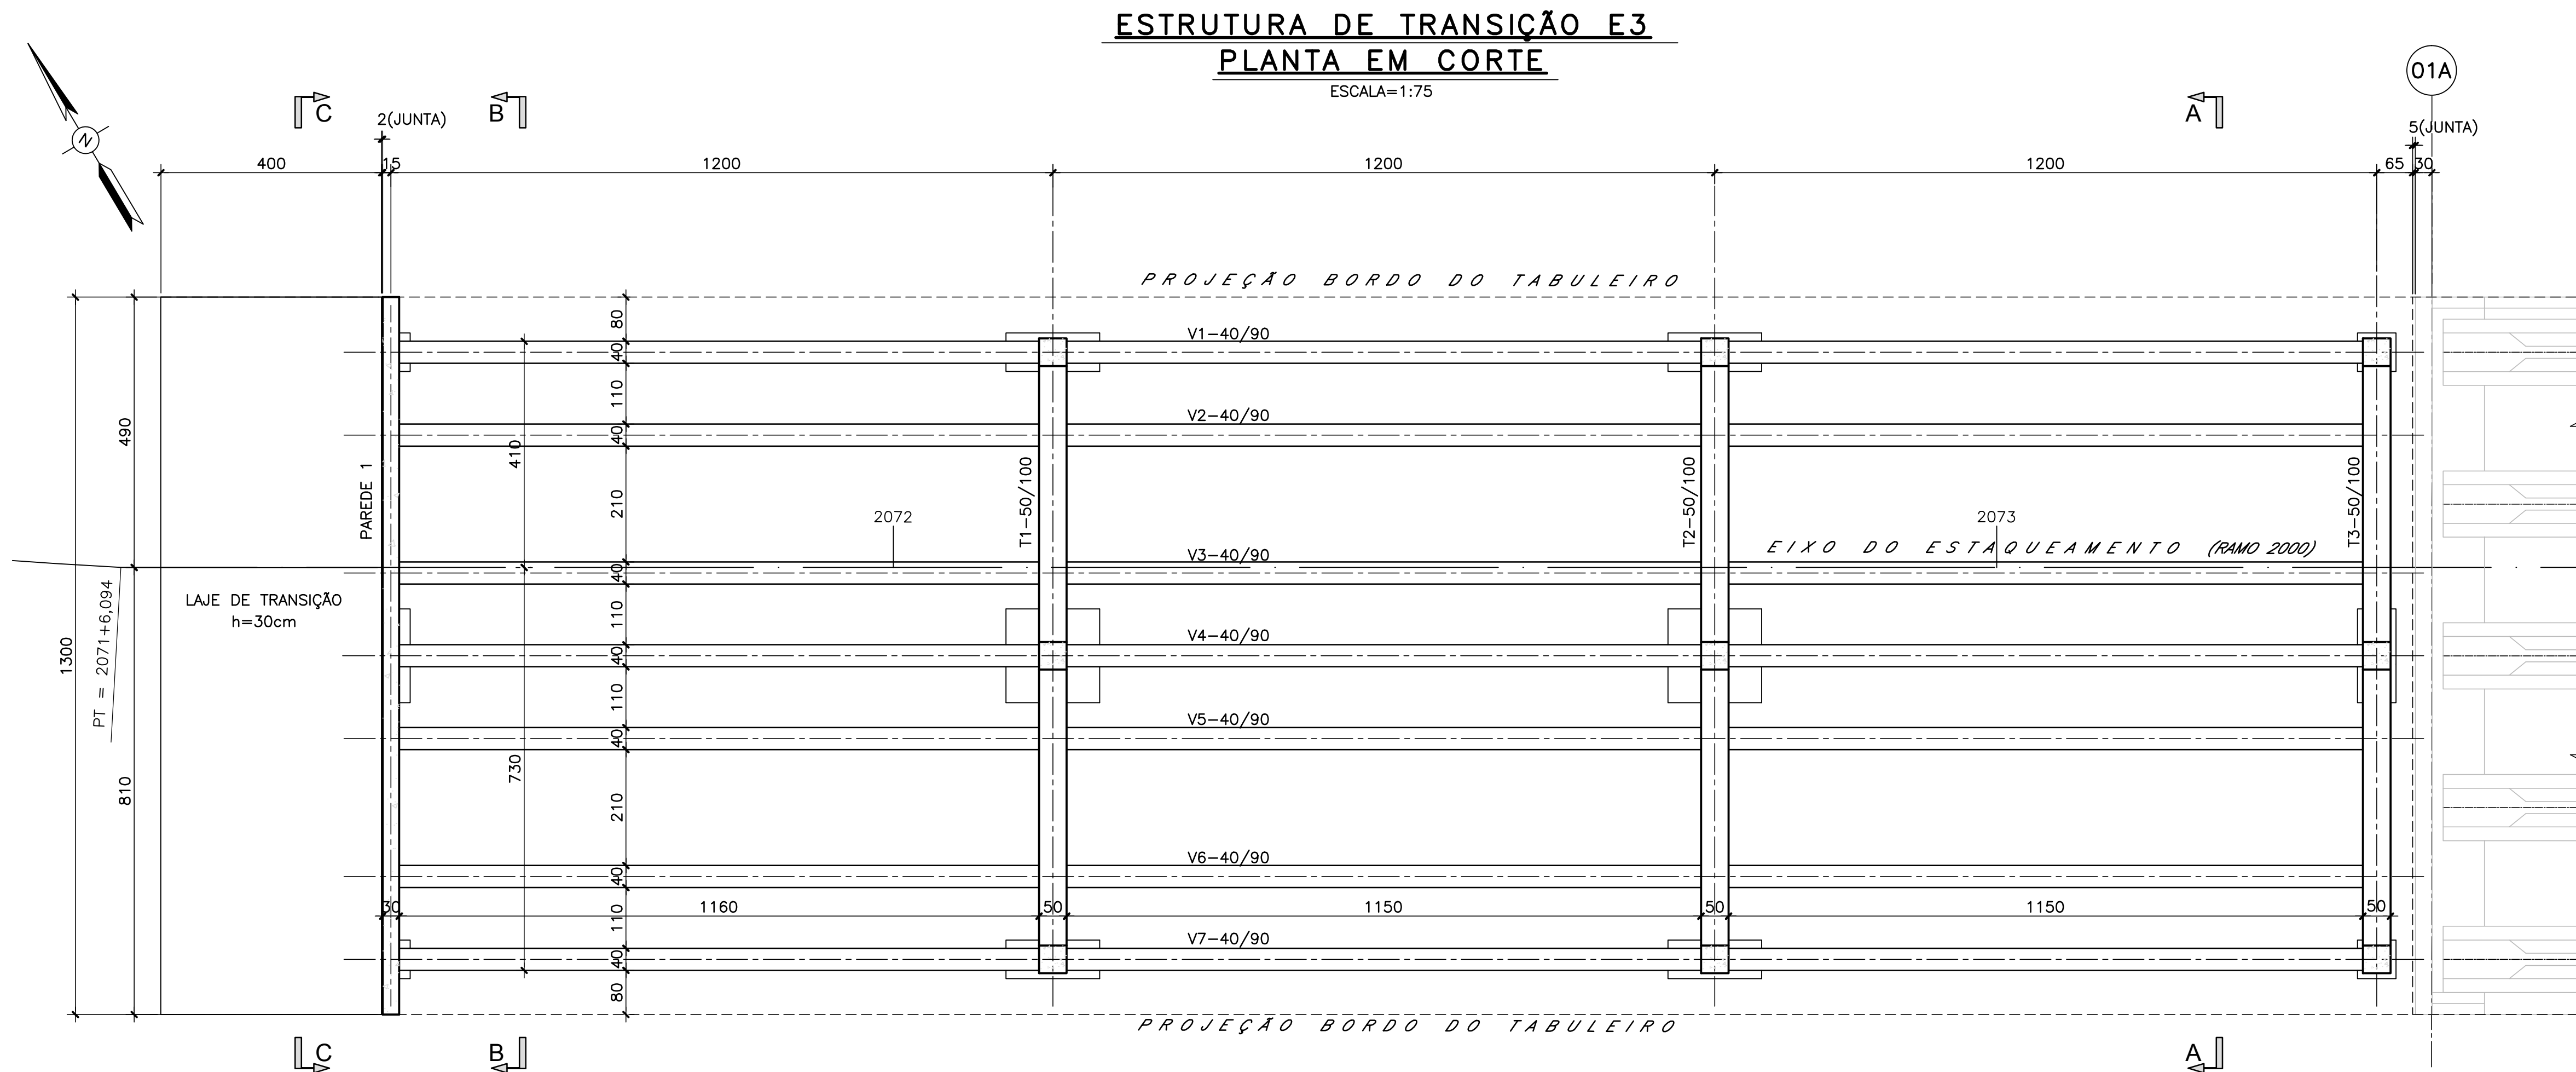 ESTRUTURA DE TRANSIÇÃO E3
PLANTA EM CORTE
ESCALA=1:75
01A
N
C
2(JUNTA)
B
A
5(JUNTA)
400
15
1200
1200
1200
65
30
PROJEÇÃO BORDO DO TABULEIRO
80
40
110
40
210
40
110
40
110
40
210
40
110
40
80
490
810
1300
410
730
V1-40/90
V2-40/90
V3-40/90
V4-40/90
V5-40/90
V6-40/90
V7-40/90
PAREDE 1
T1-50/100
T2-50/100
T3-50/100
2072
2073
EIXO DO ESTAQUEAMENTO (RAMO 2000)
LAJE DE TRANSIÇÃO
h=30cm
PT = 2071+6,094
30
1160
50
1150
50
1150
50
PROJEÇÃO BORDO DO TABULEIRO
C
B
A